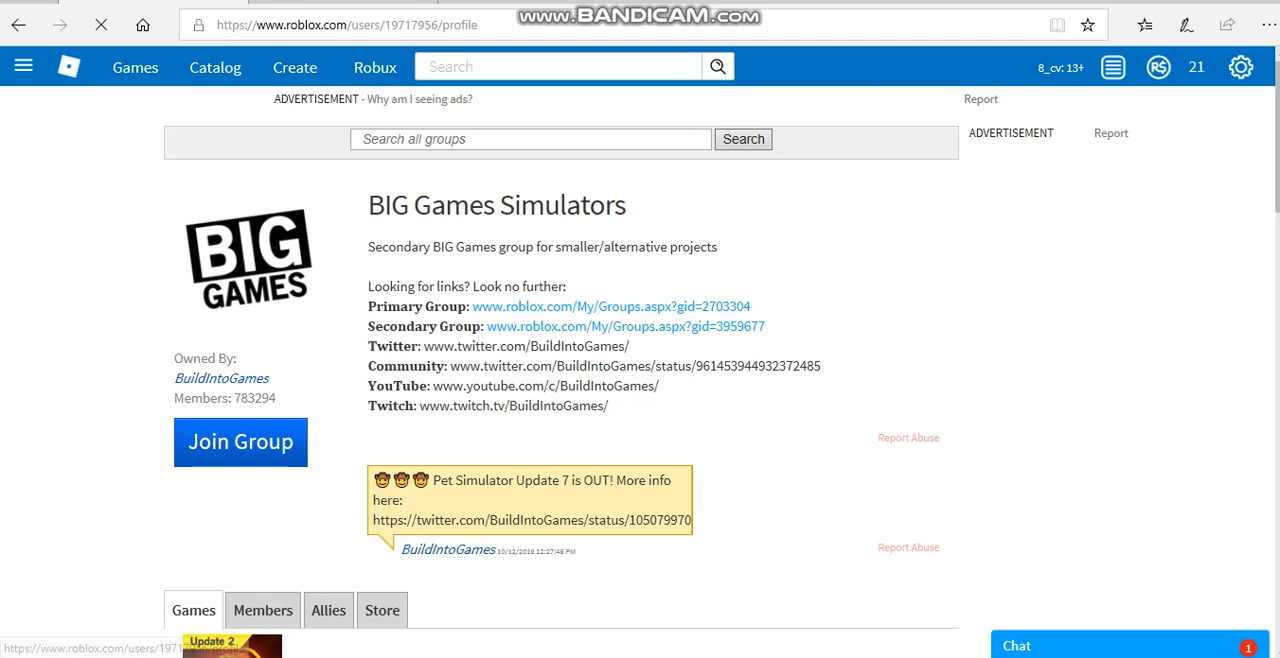 www.BANDICAM.com
https://www.roblox.com/users/19717956/profile
Games Catalog Create Robux Search 8_cv: 13+ R$ 21
ADVERTISEMENT - Why am I seeing ads? Report
ADVERTISEMENT Report
Search all groups Search
BIG GAMES
BIG Games Simulators
Secondary BIG Games group for smaller/alternative projects
Looking for links? Look no further:
Primary Group: www.roblox.com/My/Groups.aspx?gid=2703304
Secondary Group: www.roblox.com/My/Groups.aspx?gid=3959677
Twitter: www.twitter.com/BuildIntoGames/
Community: www.twitter.com/BuildIntoGames/status/961453944932372485
YouTube: www.youtube.com/c/BuildIntoGames/
Twitch: www.twitch.tv/BuildIntoGames/
Owned By:
BuildIntoGames
Members: 783294
Join Group
Report Abuse
🤠🤠🤠 Pet Simulator Update 7 is OUT! More info
here:
https://twitter.com/BuildIntoGames/status/105079970
BuildIntoGames 10/12/2018 12:27:48 PM
Report Abuse
Games Members Allies Store
Update 2
https://www.roblox.com/users/19717956/profile
Chat 1